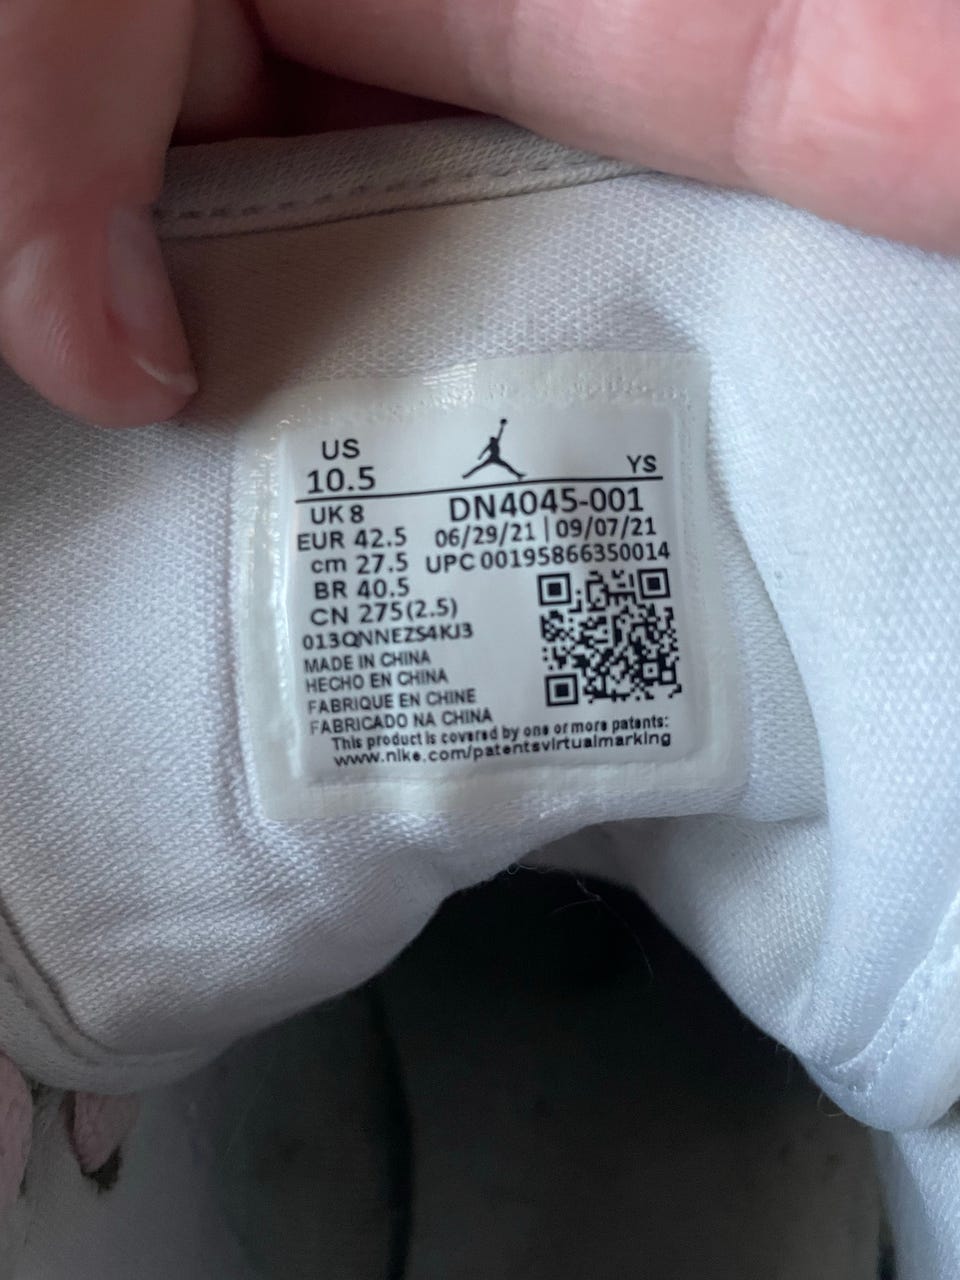 US
10.5
YS
UK 8
EUR 42.5
cm 27.5
BR 40.5
CN 275(2.5)
DN4045-001
06/29/21 | 09/07/21
UPC 00195866350014
013QNNEZS4KJ3
MADE IN CHINA
HECHO EN CHINA
FABRIQUE EN CHINE
FABRICADO NA CHINA
This product is covered by one or more patents:
www.nike.com/patentsvirtualmarking